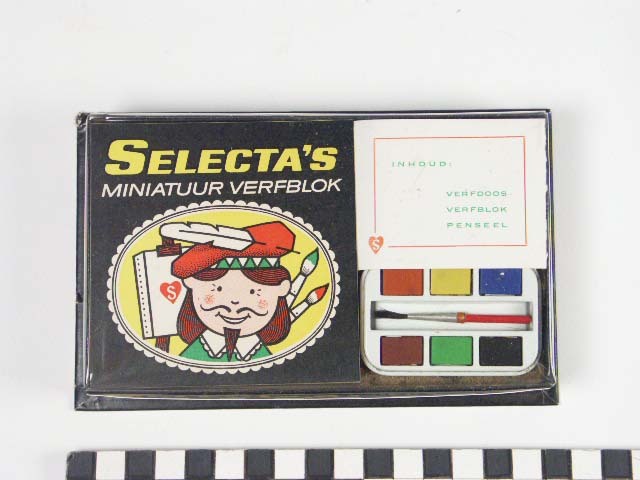 SELECTA'S
MINIATUUR VERFBLOK
S
INHOUD:
VERFDOOS
VERFBLOK
PENSEEL
S